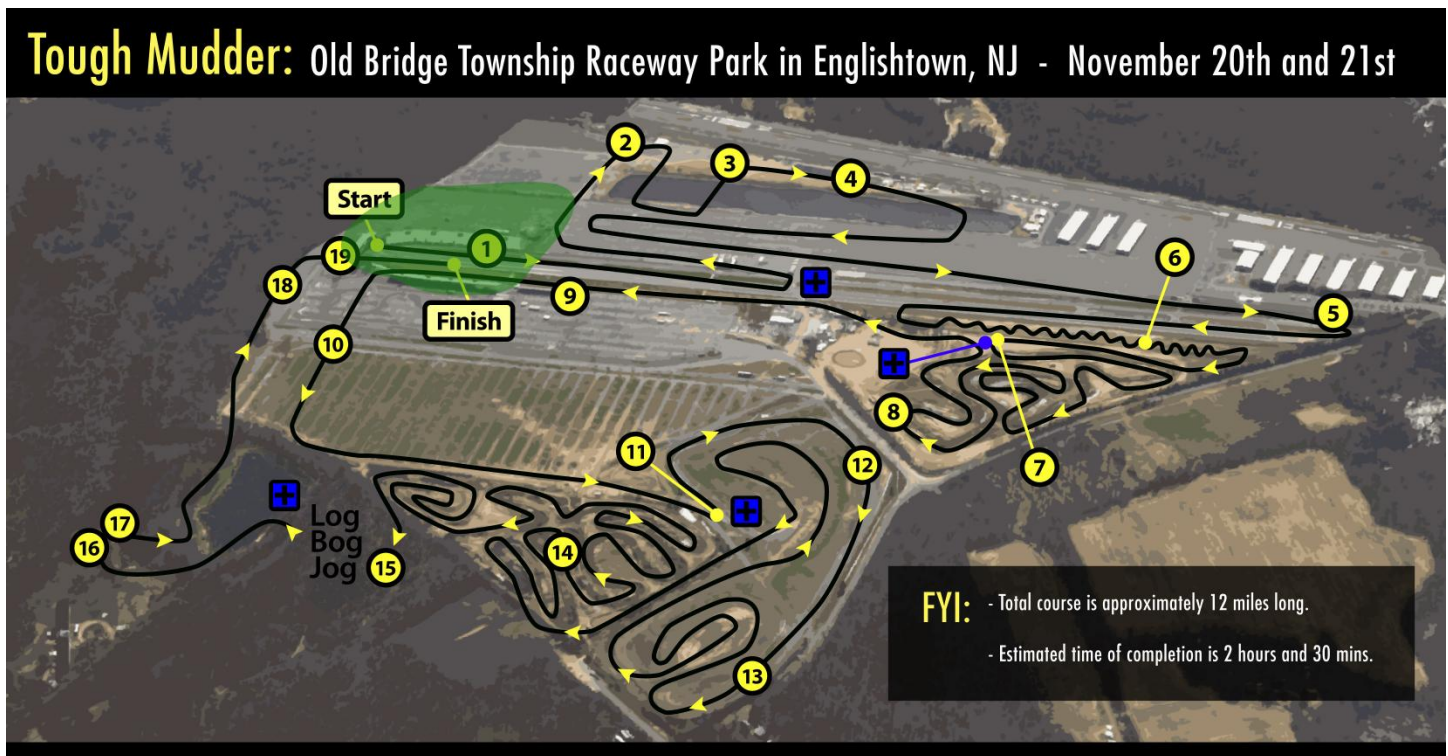 Tough Mudder: Old Bridge Township Raceway Park in Englishtown, NJ - November 20th and 21st
2
3
4
Start
1
19
6
18
9
5
Finish
10
8
11
12
7
17
16
Log
Bog
Jog
14
15
13
FYI: - Total course is approximately 12 miles long.
- Estimated time of completion is 2 hours and 30 mins.